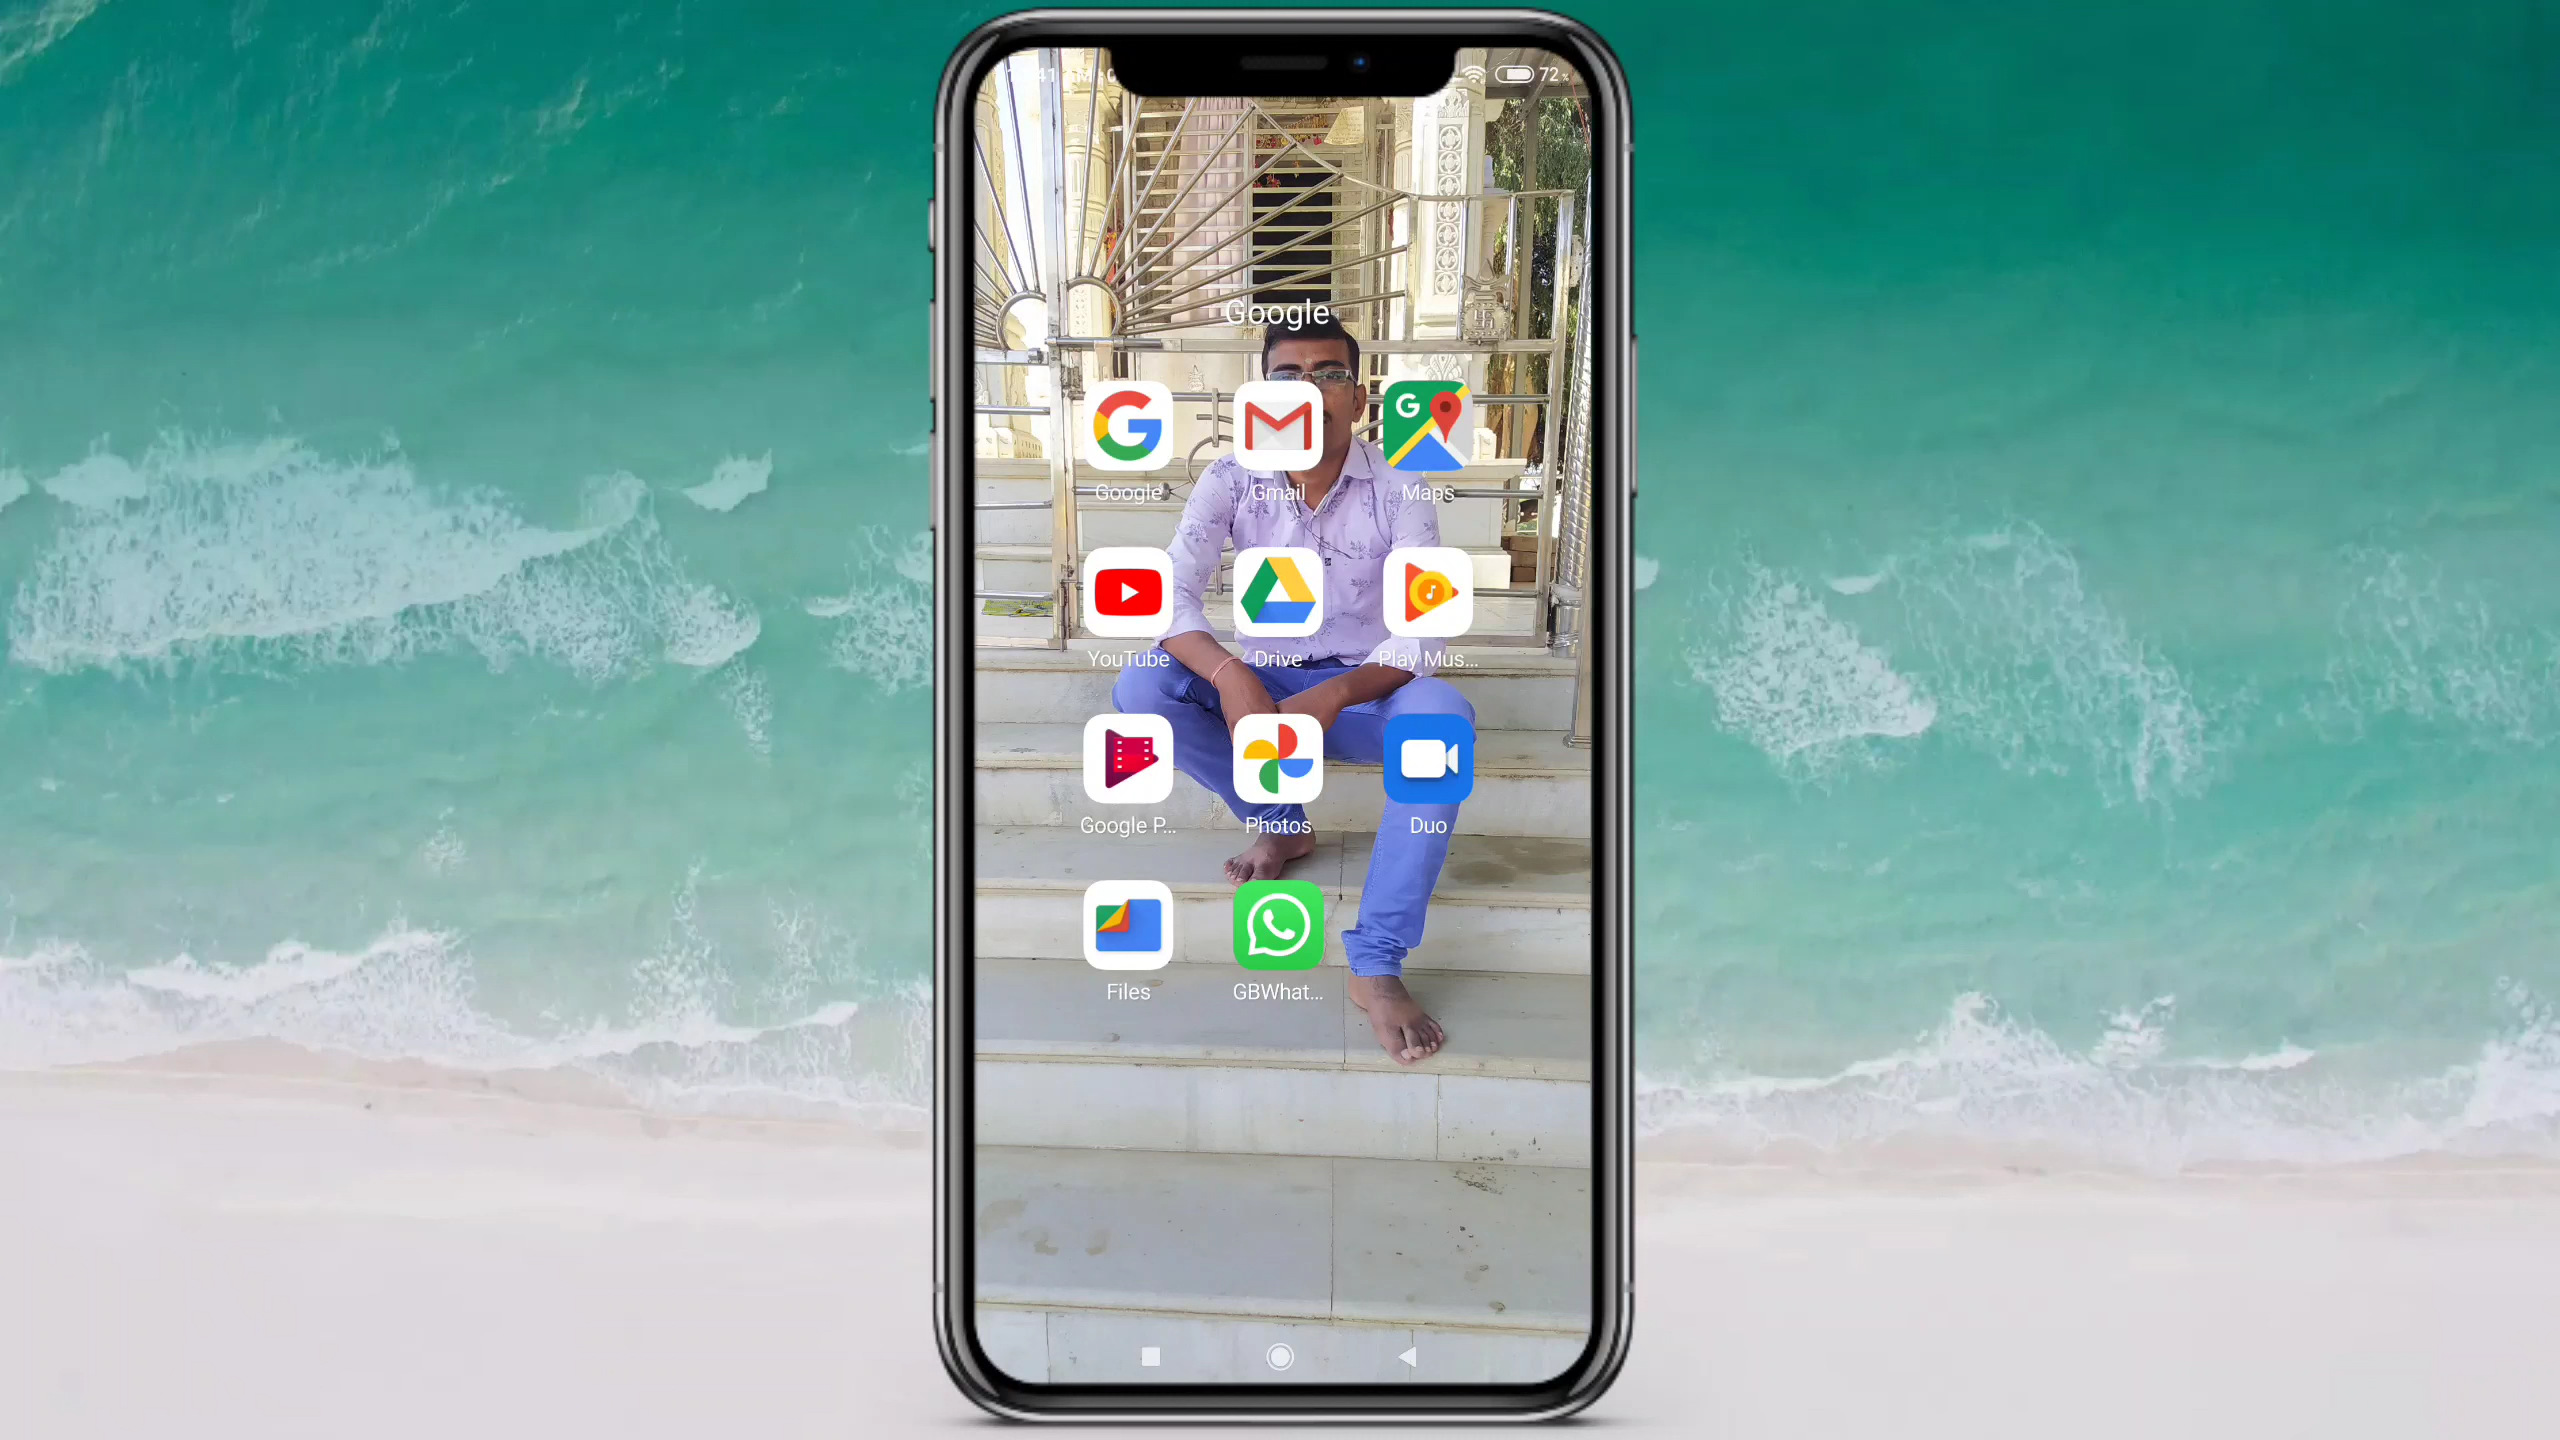 72%
Google
Google Gmail Maps
YouTube Drive Play Mus...
Google P... Photos Duo
Files GBWhat...